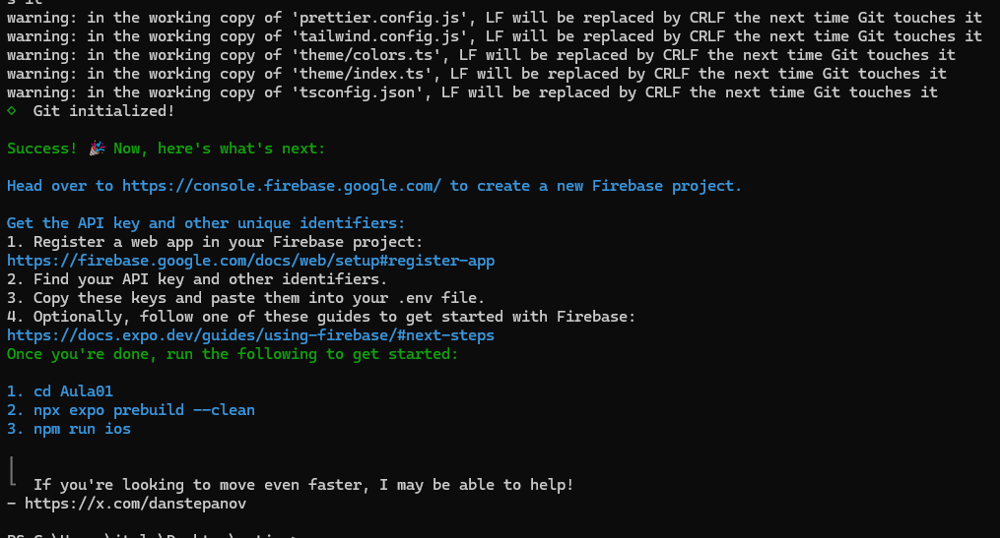 s it
warning: in the working copy of 'prettier.config.js', LF will be replaced by CRLF the next time Git touches it
warning: in the working copy of 'tailwind.config.js', LF will be replaced by CRLF the next time Git touches it
warning: in the working copy of 'theme/colors.ts', LF will be replaced by CRLF the next time Git touches it
warning: in the working copy of 'theme/index.ts', LF will be replaced by CRLF the next time Git touches it
warning: in the working copy of 'tsconfig.json', LF will be replaced by CRLF the next time Git touches it
◇  Git initialized!
Success! 🎉 Now, here's what's next:
Head over to https://console.firebase.google.com/ to create a new Firebase project.
Get the API key and other unique identifiers:
1. Register a web app in your Firebase project:
https://firebase.google.com/docs/web/setup#register-app
2. Find your API key and other identifiers.
3. Copy these keys and paste them into your .env file.
4. Optionally, follow one of these guides to get started with Firebase:
https://docs.expo.dev/guides/using-firebase/#next-steps
Once you're done, run the following to get started:
1. cd Aula01
2. npx expo prebuild --clean
3. npm run ios
If you're looking to move even faster, I may be able to help!
- https://x.com/danstepanov